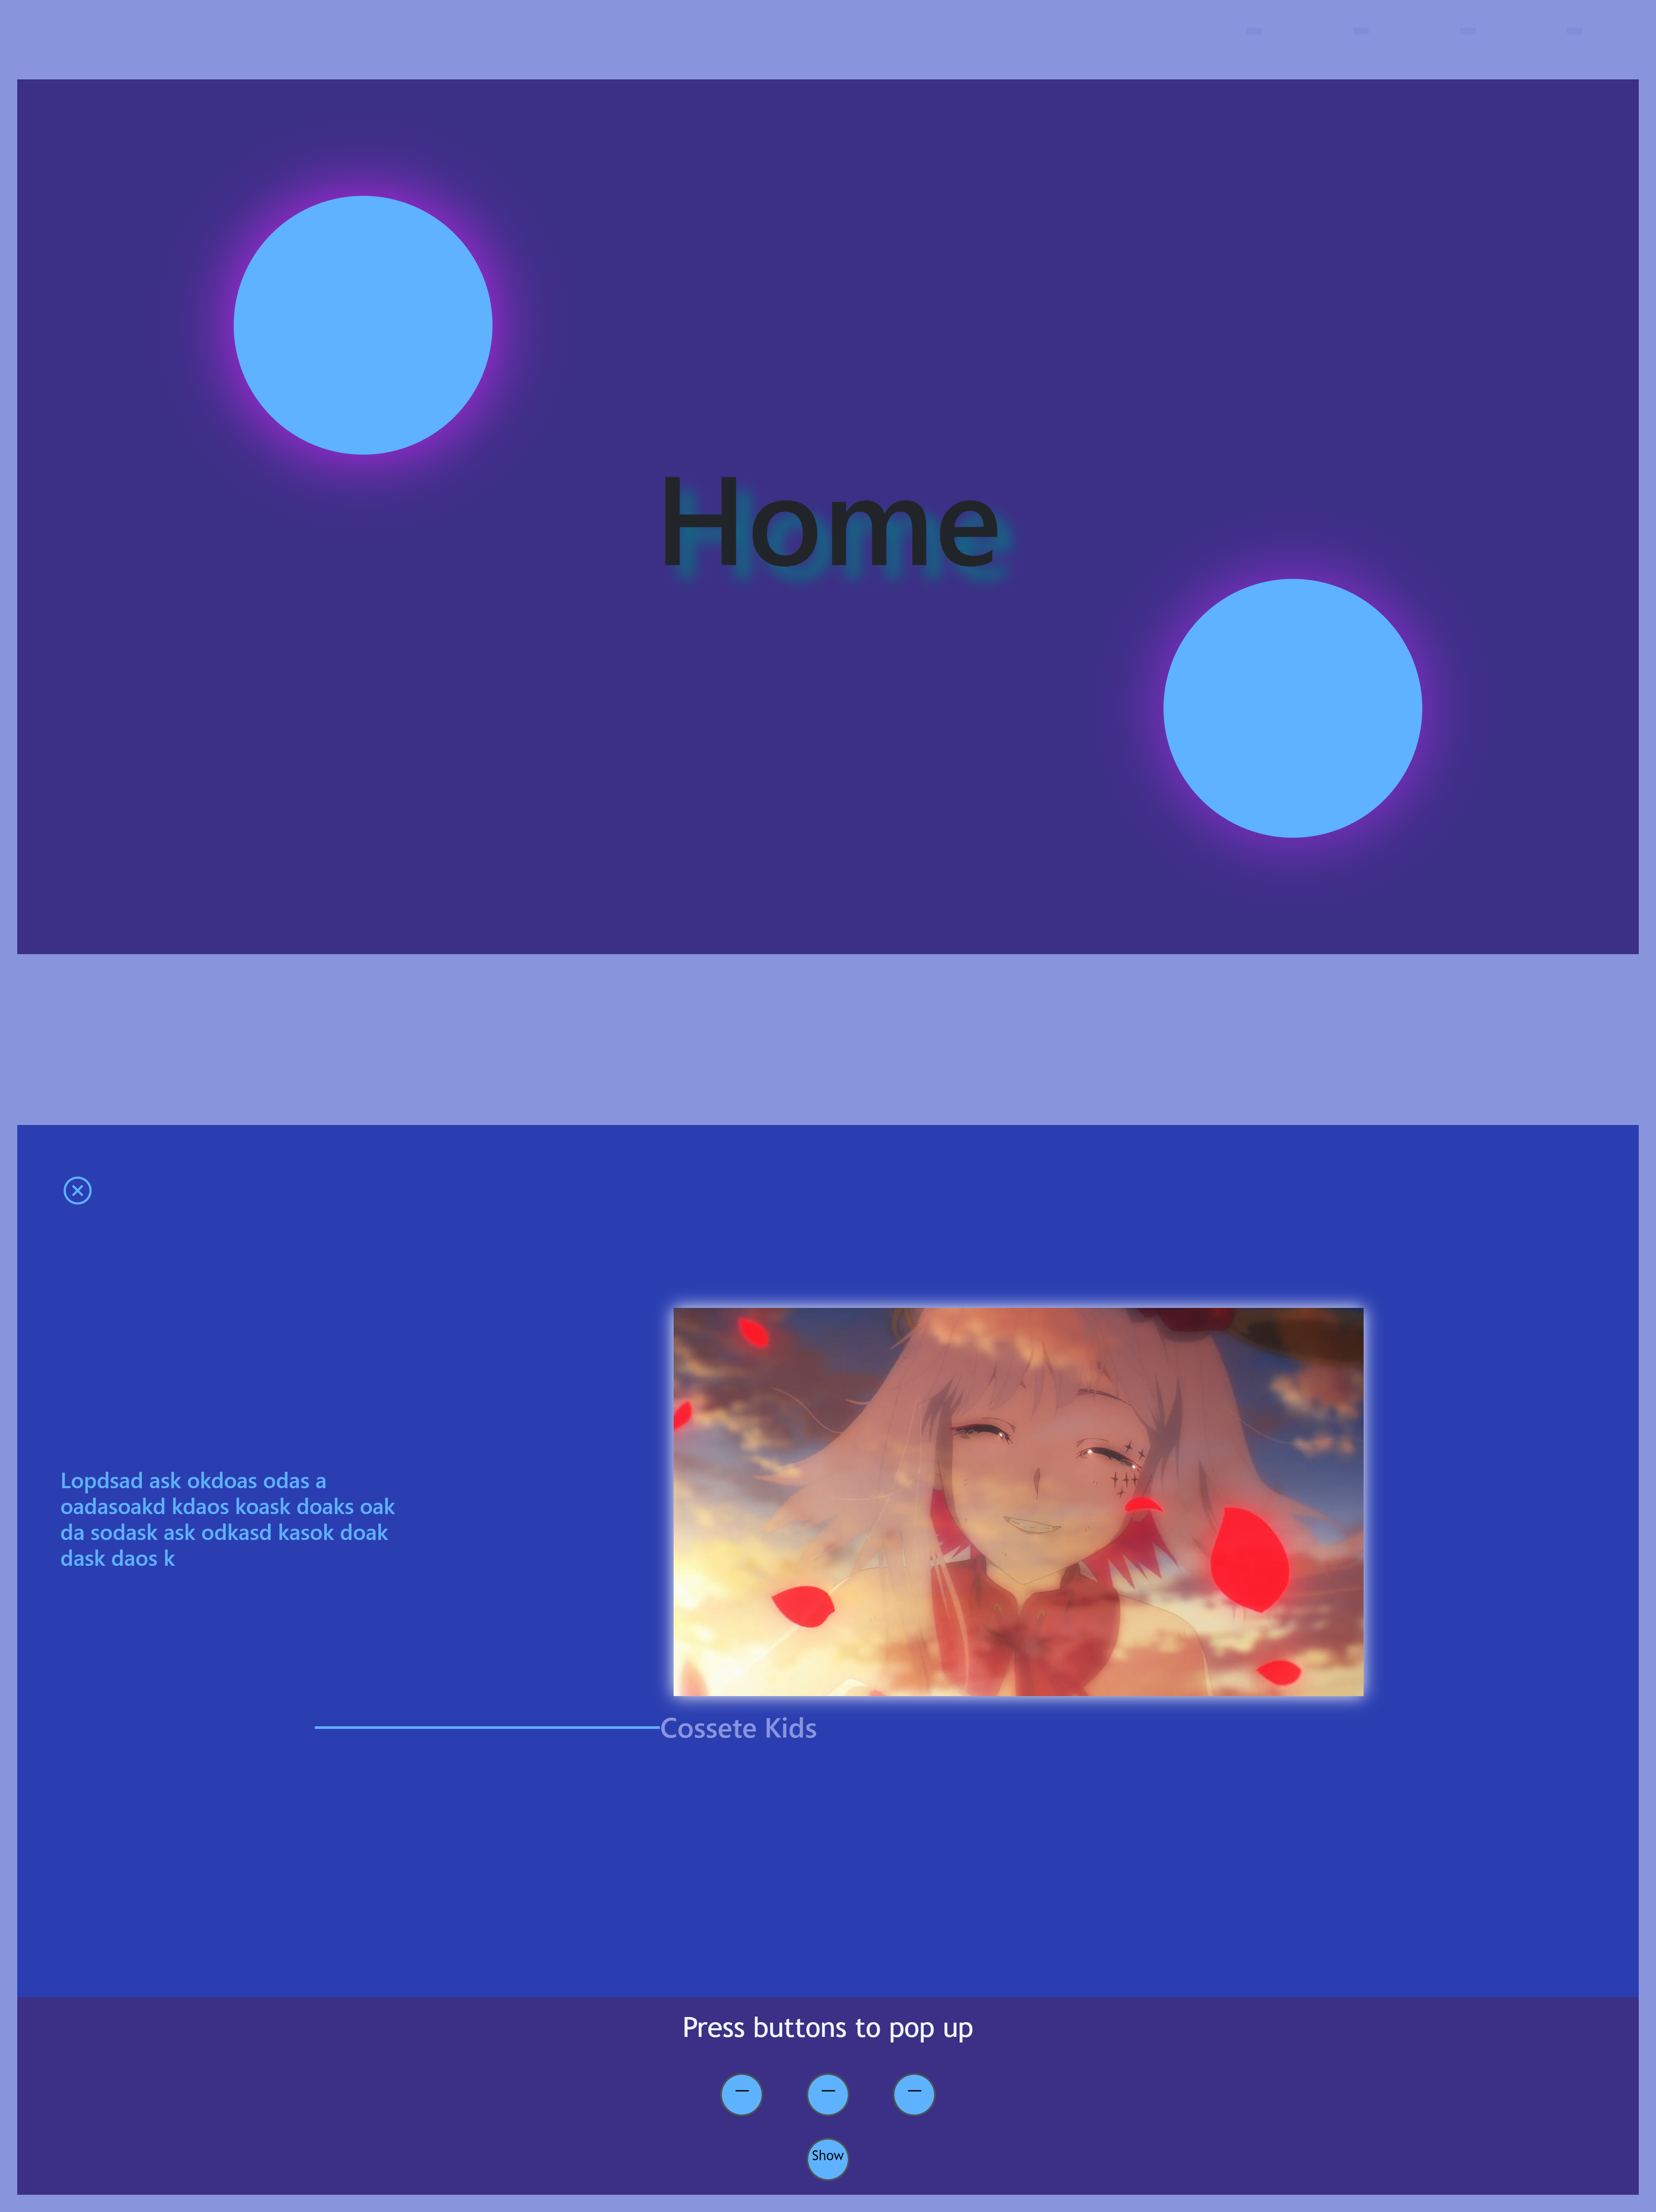 Home
Lopdsad ask okdoas odas a
oadasoakd kdaos koask doaks oak
da sodask ask odkasd kasok doak
dask daos k
Cossete Kids
Press buttons to pop up
— — —
Show